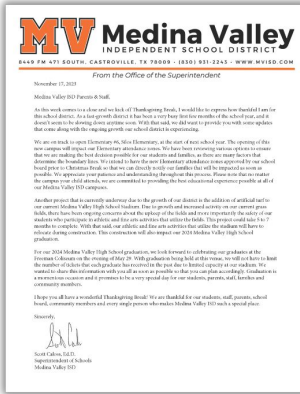 MV Medina Valley
INDEPENDENT SCHOOL DISTRICT
8449 FM 471 SOUTH, CASTROVILLE, TX 78009 • (830) 931-2243 • WWW.MVISD.COM
From the Office of the Superintendent
November 17, 2023
Medina Valley ISD Parents & Staff,
As this week comes to a close and we kick off Thanksgiving Break, I would like to express how thankful I am for
this school district. As a fast-growth district it has been a very busy first few months of the school year, and it
doesn't seem to be slowing down anytime soon. With that said, we did want to provide you with some updates
that come along with the ongoing growth our school district is experiencing.
We are on track to open Elementary #6, Silos Elementary, at the start of next school year. The opening of this
new campus will impact our Elementary attendance zones. We have been reviewing various options to ensure
that we are making the best decision possible for our students and families, as there are many factors that
determine the boundary lines. We intend to have the new Elementary attendance zones approved by our school
board prior to Christmas Break so that we can directly notify our families that will be impacted as soon as
possible. We appreciate your patience and understanding throughout this process. Please note that no matter
the campus your child attends, we are committed to providing the best educational experience possible at all of
our Medina Valley ISD campuses.
Another project that is currently underway due to the growth of our district is the addition of artificial turf to
our current Medina Valley High School Stadium. Due to growth and increased activity on our current grass
fields, there have been ongoing concerns about the upkeep of the fields and more importantly the safety of our
students who participate in athletic and fine arts activities that utilize the fields. This project could take 5 to 7
months to complete. With that said, our athletic and fine arts activities that utilize the stadium will have to
relocate during construction. This construction will also impact our 2024 Medina Valley High School
graduation.
For our 2024 Medina Valley High School graduation, we look forward to celebrating our graduates at the
Freeman Coliseum on the evening of May 29. With graduation being held at this venue, we will not have to limit
the number of tickets that each graduate has received in the past due to limited capacity at our stadium. We
wanted to share this information with you all as soon as possible so that you can plan accordingly. Graduation is
a momentous occasion and it promises to be a very special day for our students, parents, staff, families and
community members.
I hope you all have a wonderful Thanksgiving Break! We are thankful for our students, staff, parents, school
board, community members and every single person who makes Medina Valley ISD such a special place.
Sincerely,
Scott Caloss, Ed.D.
Superintendent of Schools
Medina Valley ISD